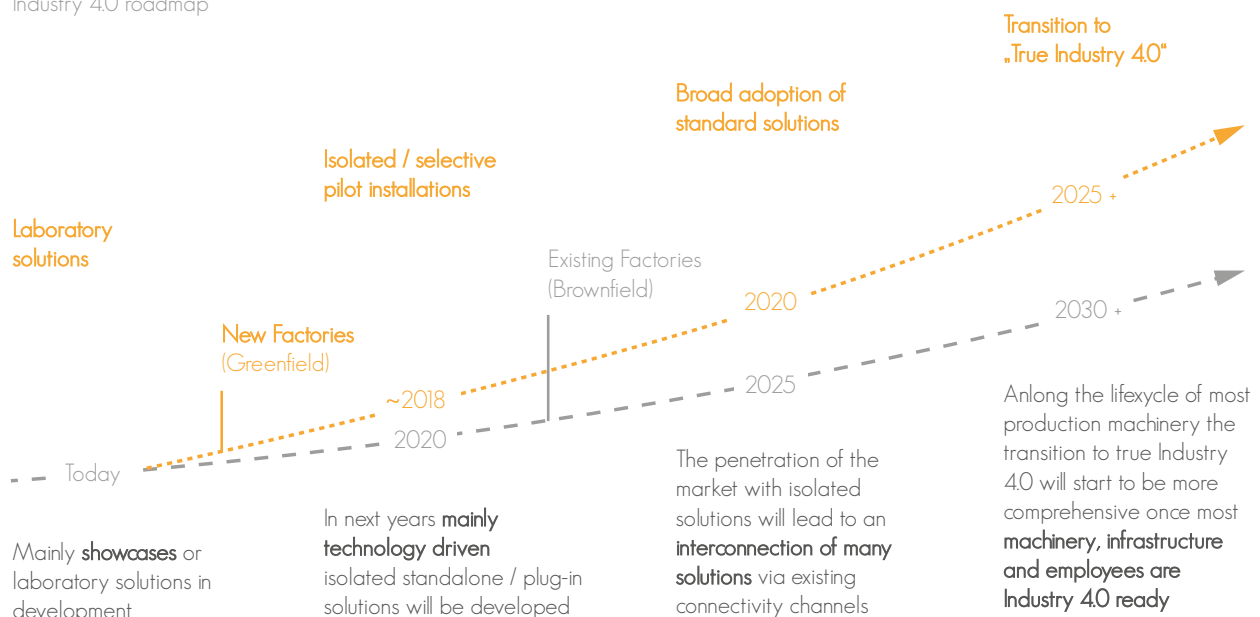 Industry 4.0 roadmap
Transition to
„True Industry 4.0“
Broad adoption of
standard solutions
Isolated / selective
pilot installations
Laboratory
solutions
New Factories
(Greenfield)
Existing Factories
(Brownfield)
Today
~2018
2020
2020
2025
2025 +
2030 +
Mainly showcases or
laboratory solutions in
development
In next years mainly
technology driven
isolated standalone / plug-in
solutions will be developed
The penetration of the
market with isolated
solutions will lead to an
interconnection of many
solutions via existing
connectivity channels
Anlong the lifexycle of most
production machinery the
transition to true Industry
4.0 will start to be more
comprehensive once most
machinery, infrastructure
and employees are
Industry 4.0 ready